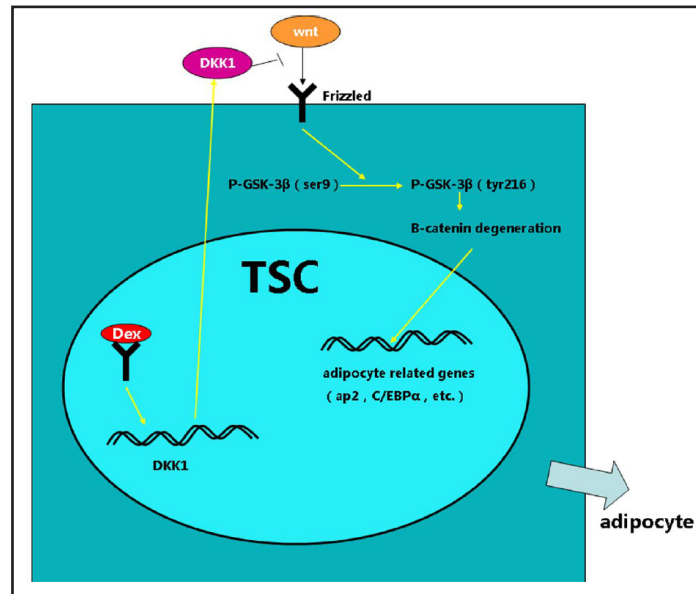 wnt
DKK1
Frizzled
P-GSK-3β ( ser9 )
P-GSK-3β ( tyr216 )
B-catenin degeneration
TSC
Dex
adipocyte related genes
( ap2 , C/EBPα , etc. )
DKK1
adipocyte